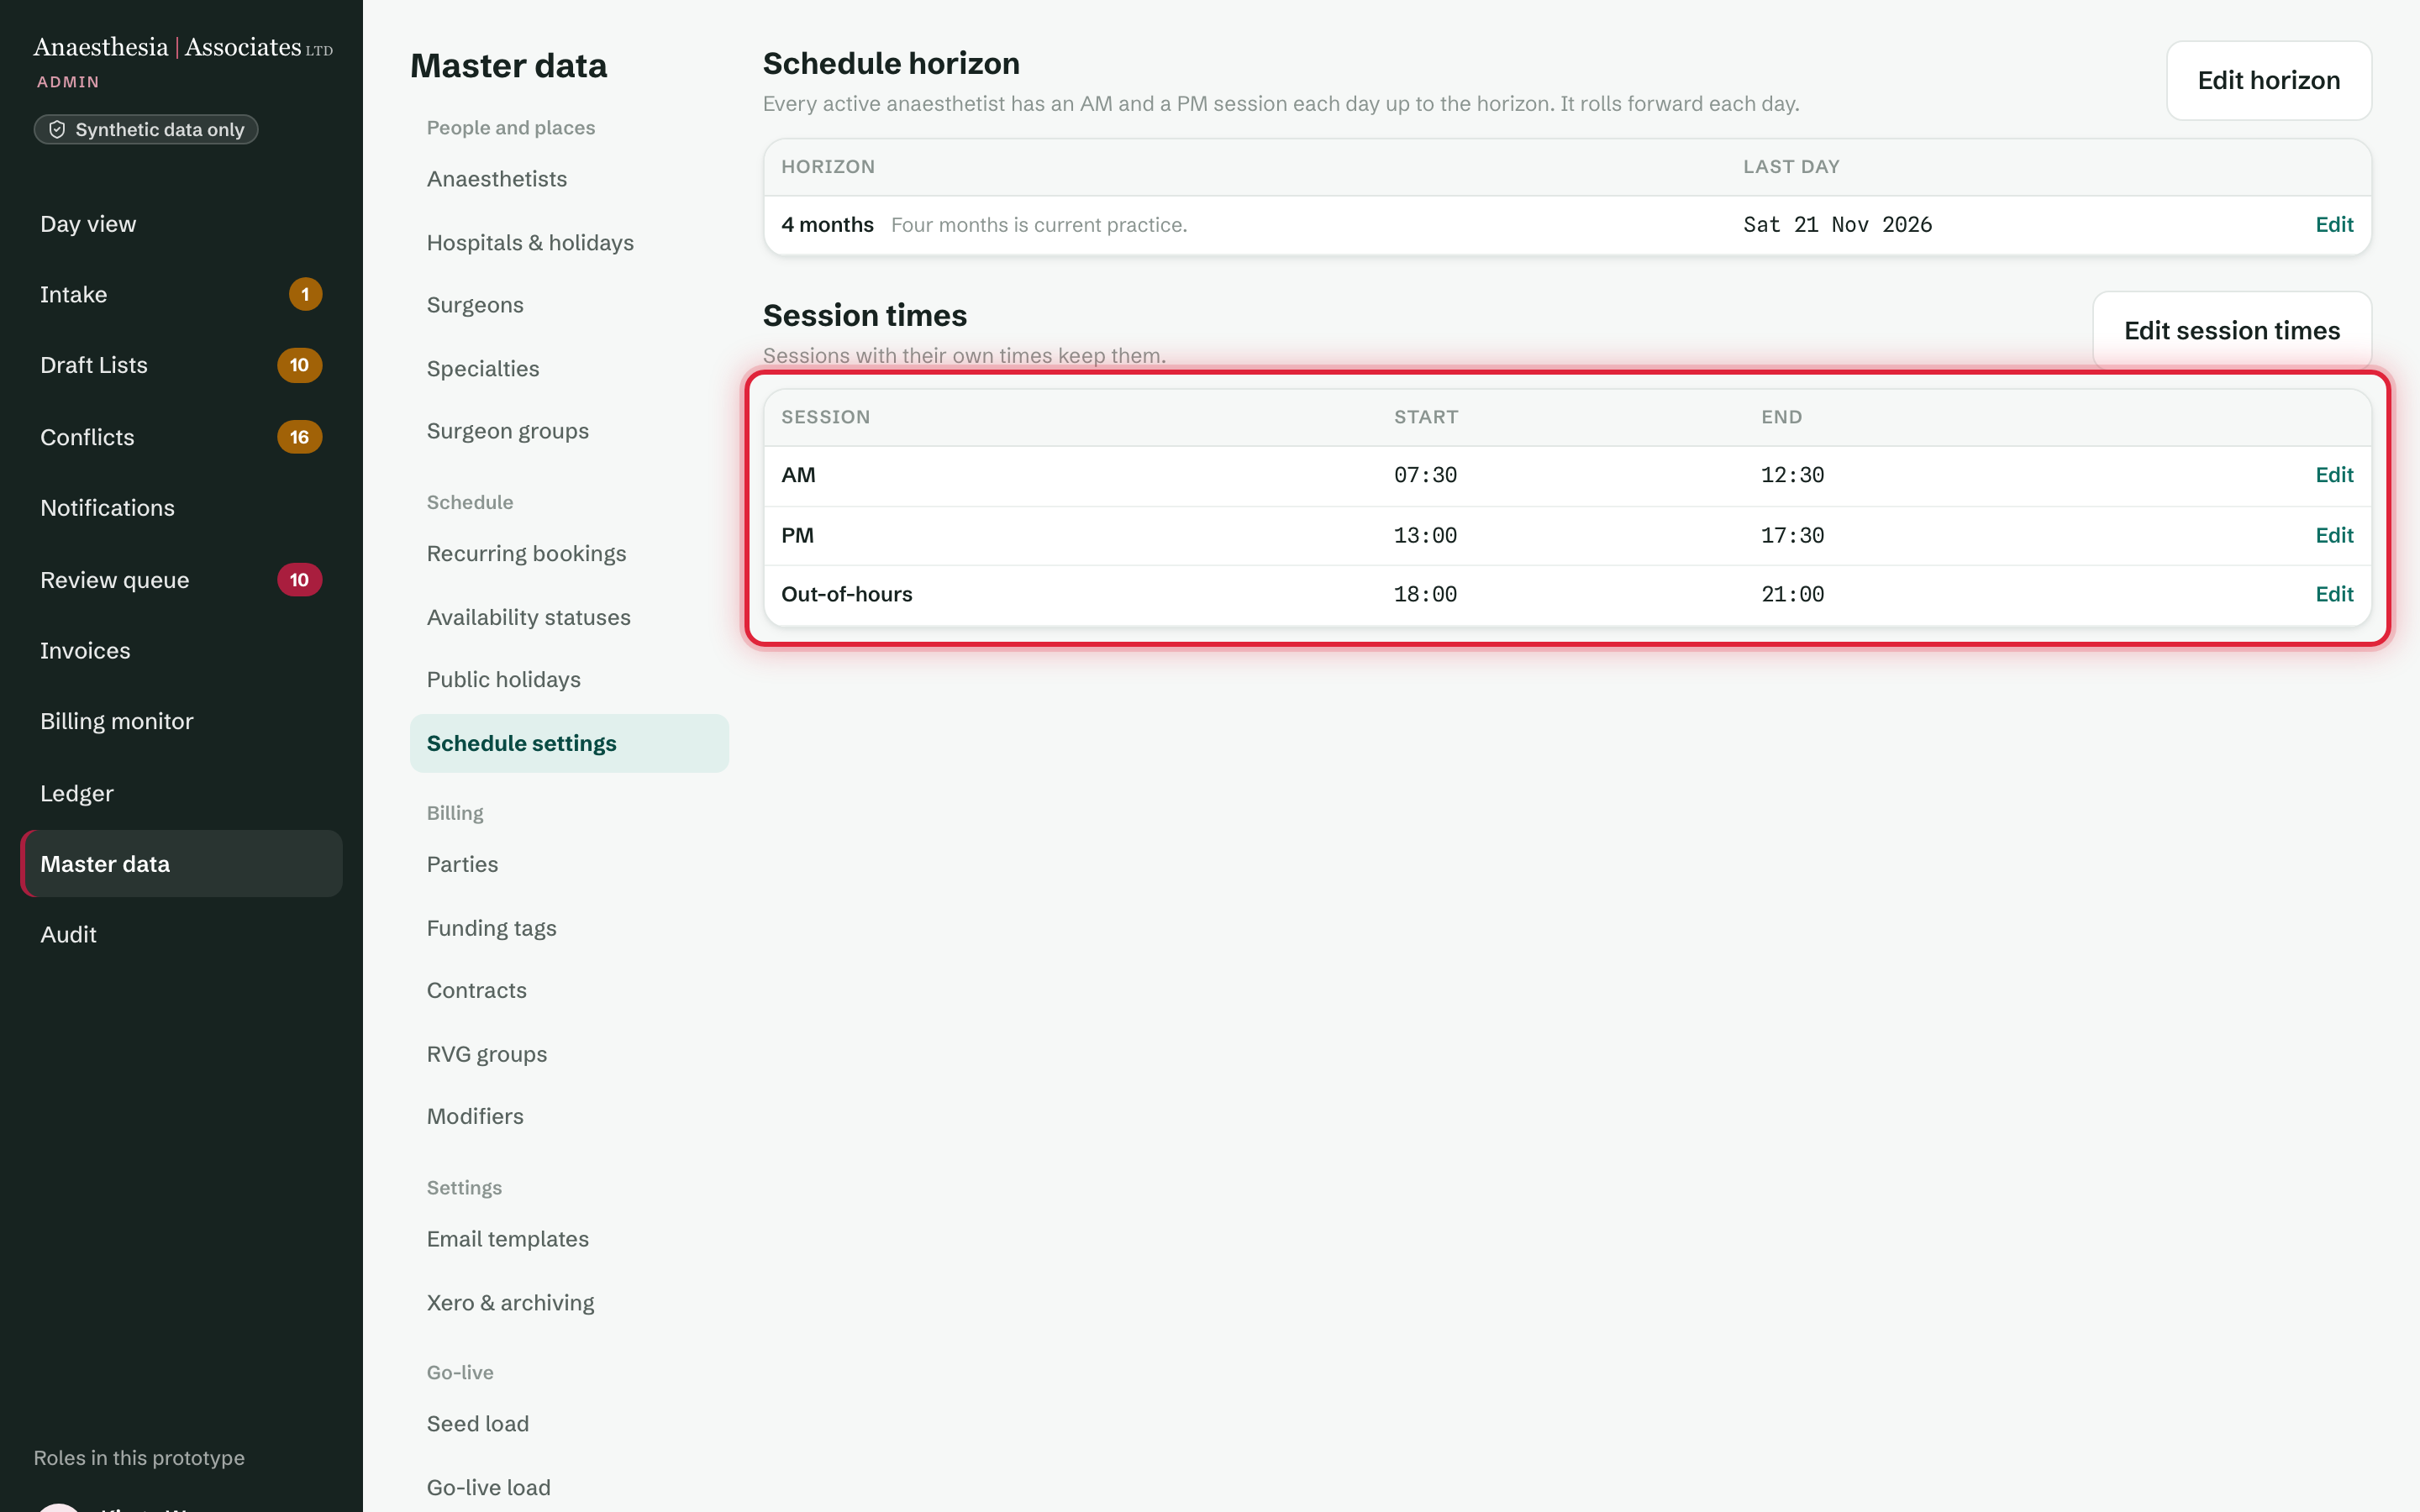 Anaesthesia | Associates LTD
ADMIN
Synthetic data only
Day view
Intake 1
Draft Lists 10
Conflicts 16
Notifications
Review queue 10
Invoices
Billing monitor
Ledger
Master data
Audit
Roles in this prototype
Master data
People and places
Anaesthetists
Hospitals & holidays
Surgeons
Specialties
Surgeon groups
Schedule
Recurring bookings
Availability statuses
Public holidays
Schedule settings
Billing
Parties
Funding tags
Contracts
RVG groups
Modifiers
Settings
Email templates
Xero & archiving
Go-live
Seed load
Go-live load
Schedule horizon
Every active anaesthetist has an AM and a PM session each day up to the horizon. It rolls forward each day.
Edit horizon
HORIZON LAST DAY
4 months Four months is current practice. Sat 21 Nov 2026 Edit
Session times
Sessions with their own times keep them.
Edit session times
SESSION START END
AM 07:30 12:30 Edit
PM 13:00 17:30 Edit
Out-of-hours 18:00 21:00 Edit